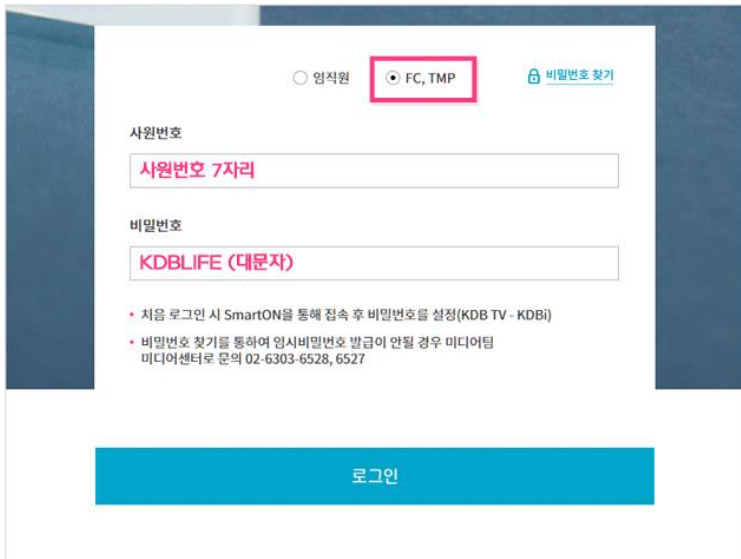 임직원
FC, TMP
비밀번호 찾기
사원번호
사원번호 7자리
비밀번호
KDBLIFE (대문자)
• 처음 로그인 시 SmartON을 통해 접속 후 비밀번호를 설정(KDB TV - KDBi)
• 비밀번호 찾기를 통하여 임시비밀번호 발급이 안될 경우 미디어팀
미디어센터로 문의 02-6303-6528, 6527
로그인